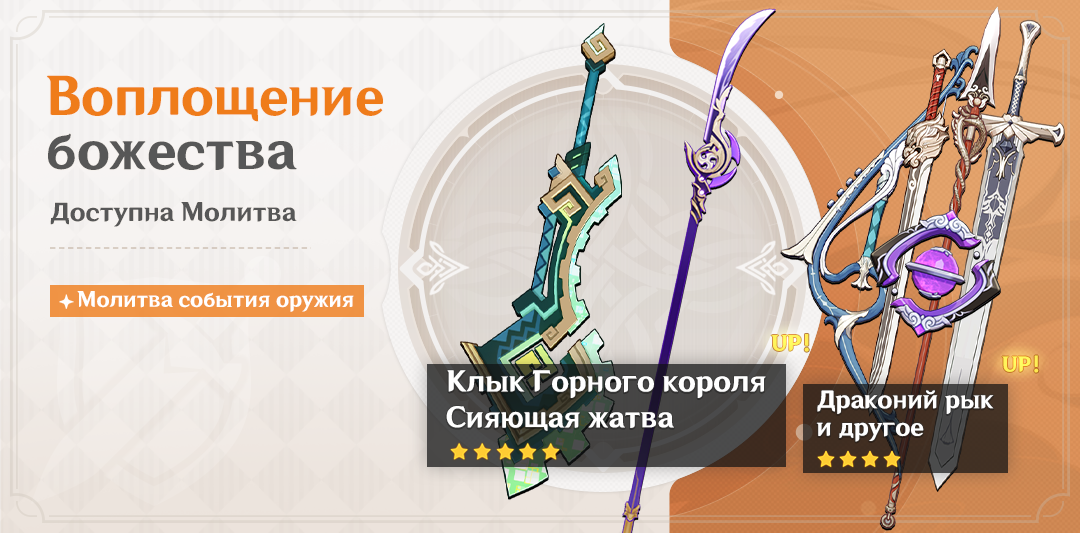 Воплощение
божества
Доступна Молитва
Молитва события оружия
UP!
Клык Горного короля
Сияющая жатва
UP!
Драконий рык
и другое